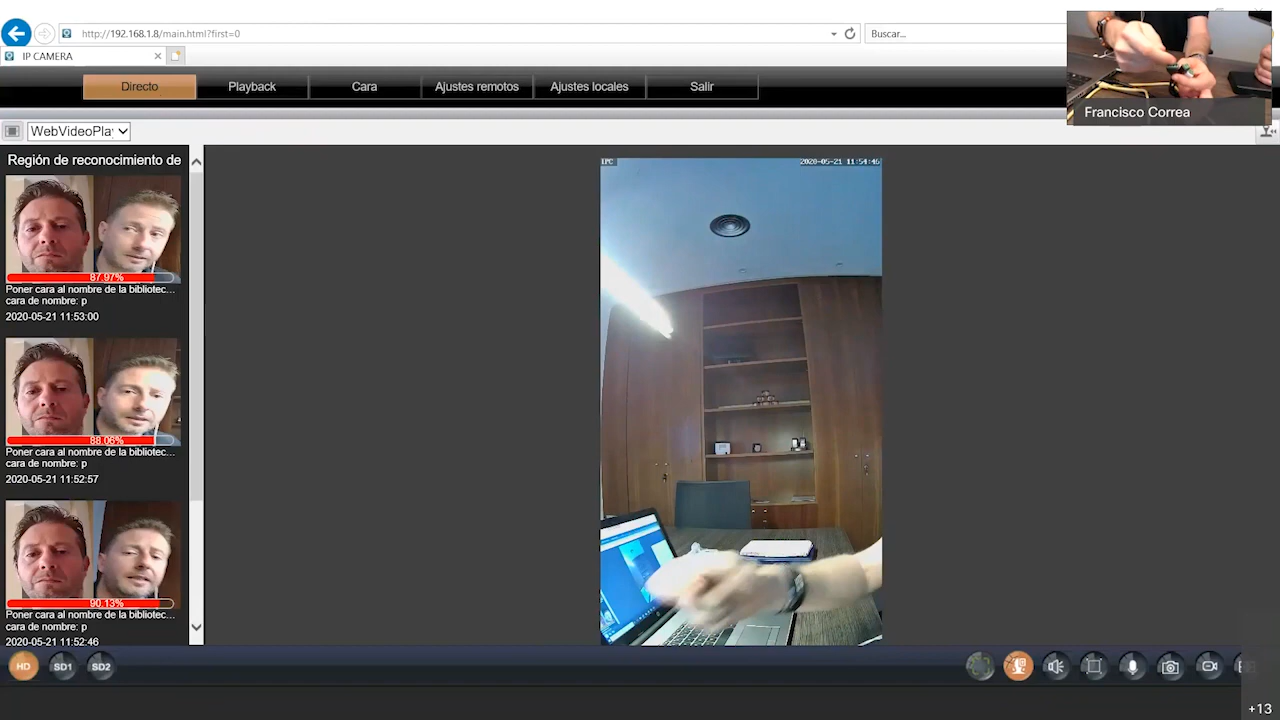 http://192.168.1.8/main.html?first=0
Buscar...
IP CAMERA
Directo
Playback
Cara
Ajustes remotos
Ajustes locales
Salir
Francisco Correa
WebVideoPla
Región de reconocimiento de
IPC
2020-05-21 11:54:46
87.97%
Poner cara al nombre de la bibliotec...
cara de nombre: p
2020-05-21 11:53:00
88.06%
Poner cara al nombre de la bibliotec...
cara de nombre: p
2020-05-21 11:52:57
90.13%
Poner cara al nombre de la bibliotec...
cara de nombre: p
2020-05-21 11:52:46
HD
SD1
SD2
+13